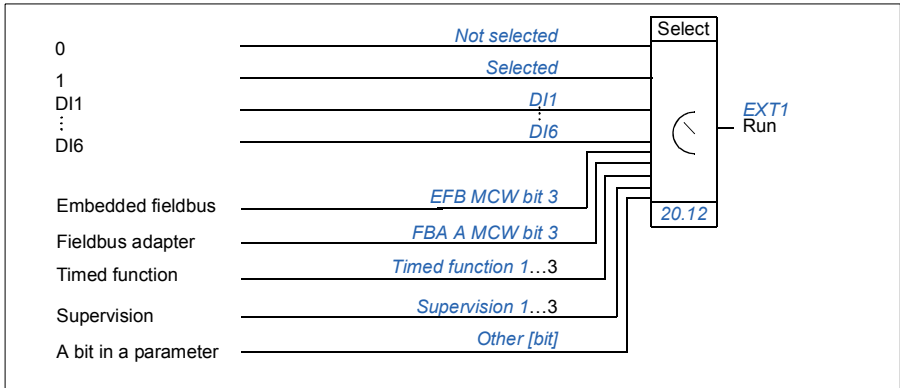 0 Not selected Select
1 Selected
DI1 DI1
EXT1
Run
DI6 DI6
Embedded fieldbus EFB MCW bit 3
20.12
Fieldbus adapter FBA A MCW bit 3
Timed function Timed function 1…3
Supervision Supervision 1…3
A bit in a parameter Other [bit]